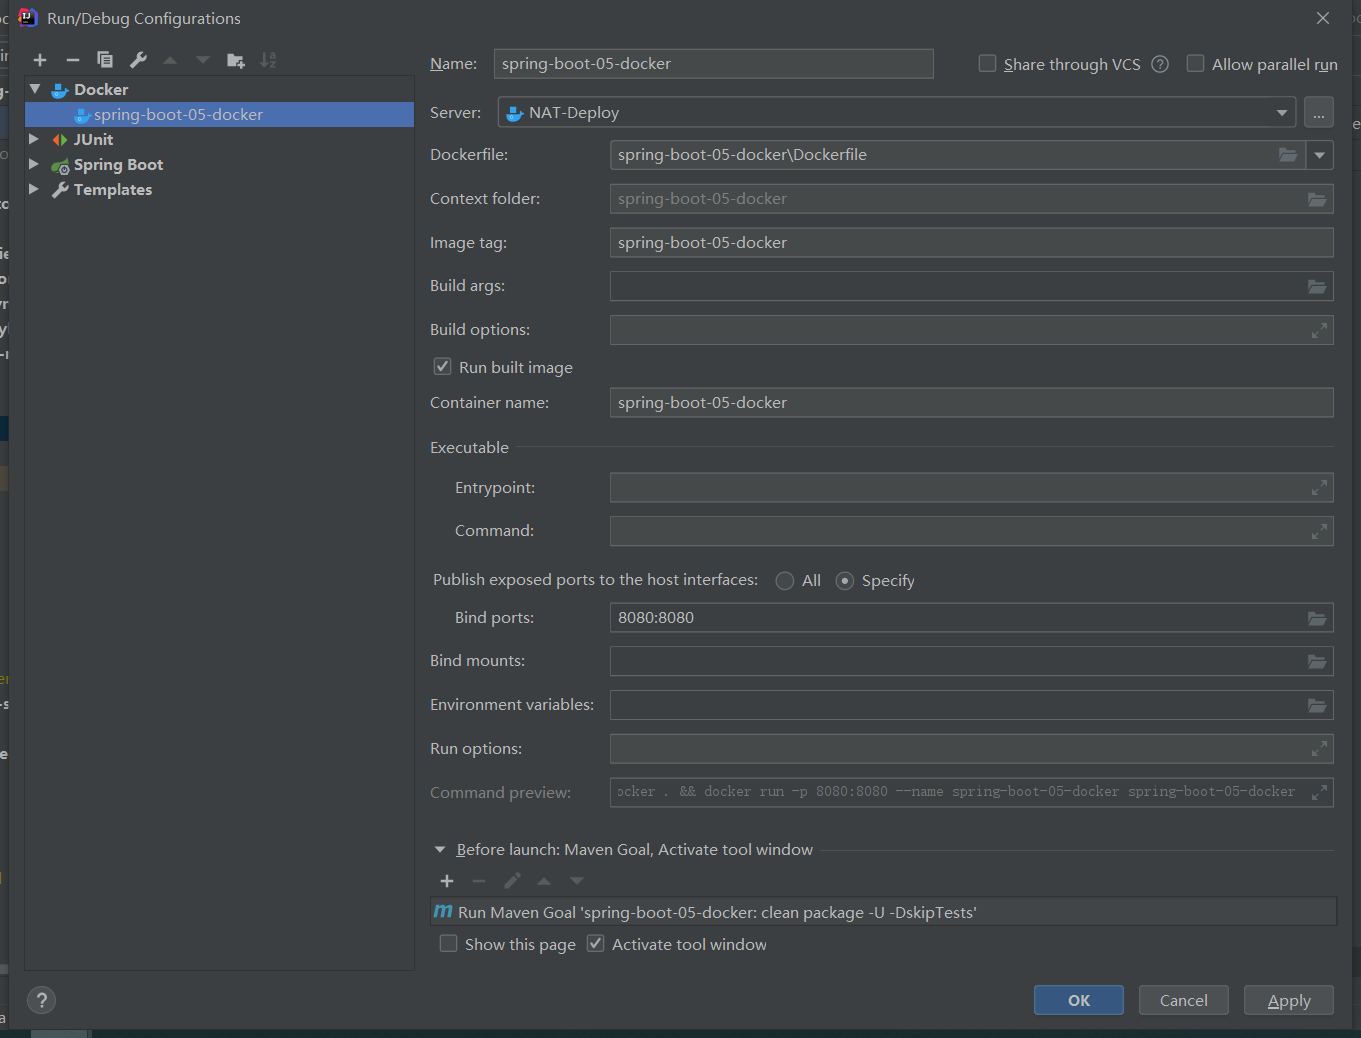 Run/Debug Configurations
Name: spring-boot-05-docker
Share through VCS ? Allow parallel run
Docker
spring-boot-05-docker
JUnit
Spring Boot
Templates
Server: NAT-Deploy ...
Dockerfile: spring-boot-05-docker\Dockerfile
Context folder: spring-boot-05-docker
Image tag: spring-boot-05-docker
Build args:
Build options:
Run built image
Container name: spring-boot-05-docker
Executable
Entrypoint:
Command:
Publish exposed ports to the host interfaces: All Specify
Bind ports: 8080:8080
Bind mounts:
Environment variables:
Run options:
Command preview: ocker . && docker run -p 8080:8080 --name spring-boot-05-docker spring-boot-05-docker
Before launch: Maven Goal, Activate tool window
Run Maven Goal 'spring-boot-05-docker: clean package -U -DskipTests'
Show this page Activate tool window
? OK Cancel Apply